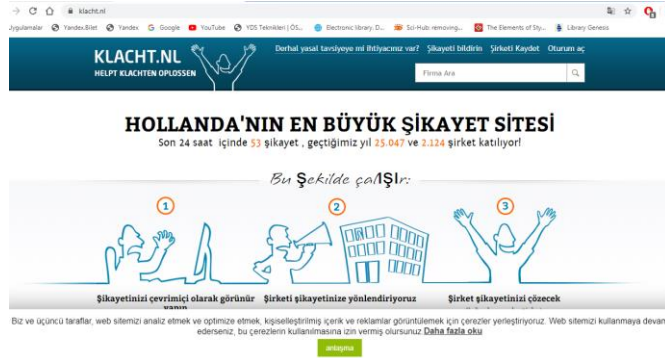 klacht.nl
Uygulamalar Yandex.Bilet Yandex Google YouTube YDS Teknikleri | ÖS... Electronic library. D... Sci-Hub: removing... The Elements of Sty... Library Genesis
KLACHT.NL
HELPT KLACHTEN OPLOSSEN
Derhal yasal tavsiyeye mi ihtiyacınız var? Şikayeti bildirin Şirketi Kaydet Oturum aç
Firma Ara
HOLLANDA'NIN EN BÜYÜK ŞİKAYET SİTESİ
Son 24 saat içinde 53 şikayet , geçtiğimiz yıl 25.047 ve 2.124 şirket katılıyor!
Bu Şekilde çalIŞIr:
1 2 3
Şikayetinizi çevrimiçi olarak görünür yapın
Şirketi şikayetinize yönlendiriyoruz
Şirket şikayetinizi çözecek
Biz ve üçüncü taraflar, web sitemizi analiz etmek ve optimize etmek, kişiselleştirilmiş içerik ve reklamlar görüntülemek için çerezler yerleştiriyoruz. Web sitemizi kullanmaya devam
ederseniz, bu çerezlerin kullanılmasına izin vermiş olursunuz Daha fazla oku
antlaşma